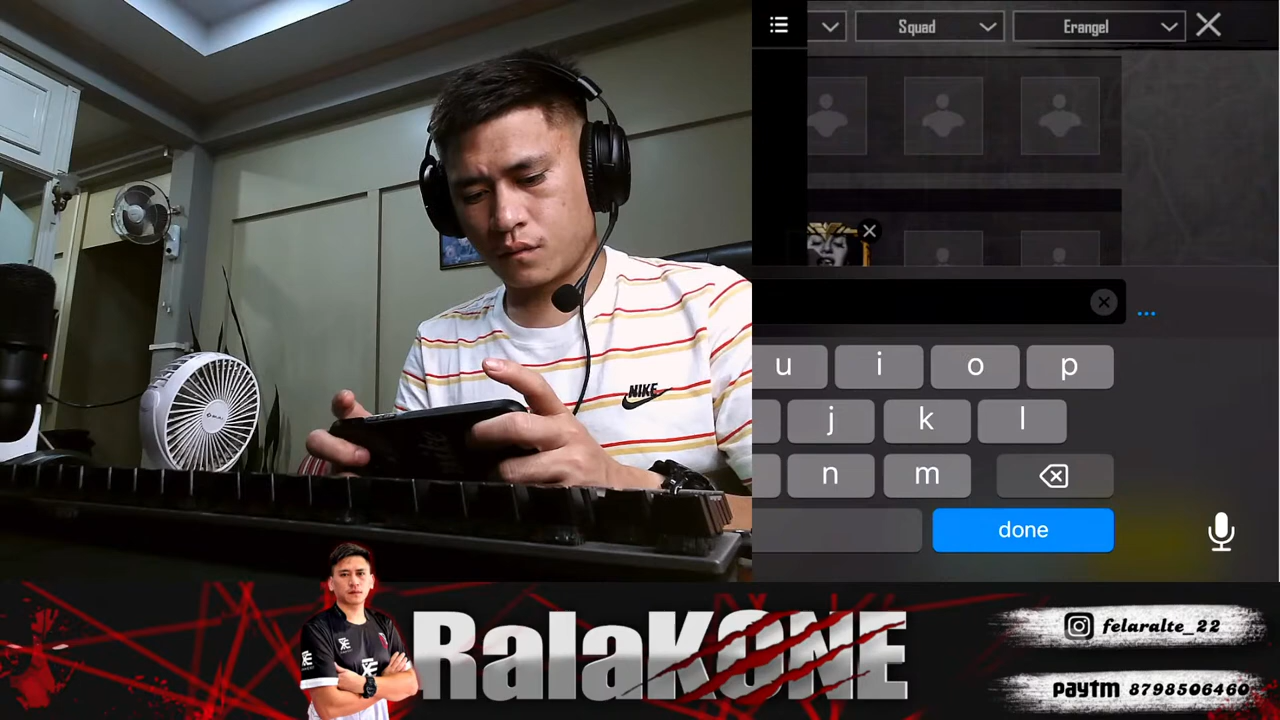 Squad
Erangel
u
i
o
p
j
k
l
n
m
done
NIKE
RalaKONE
felaralte_22
paytm 8798506460